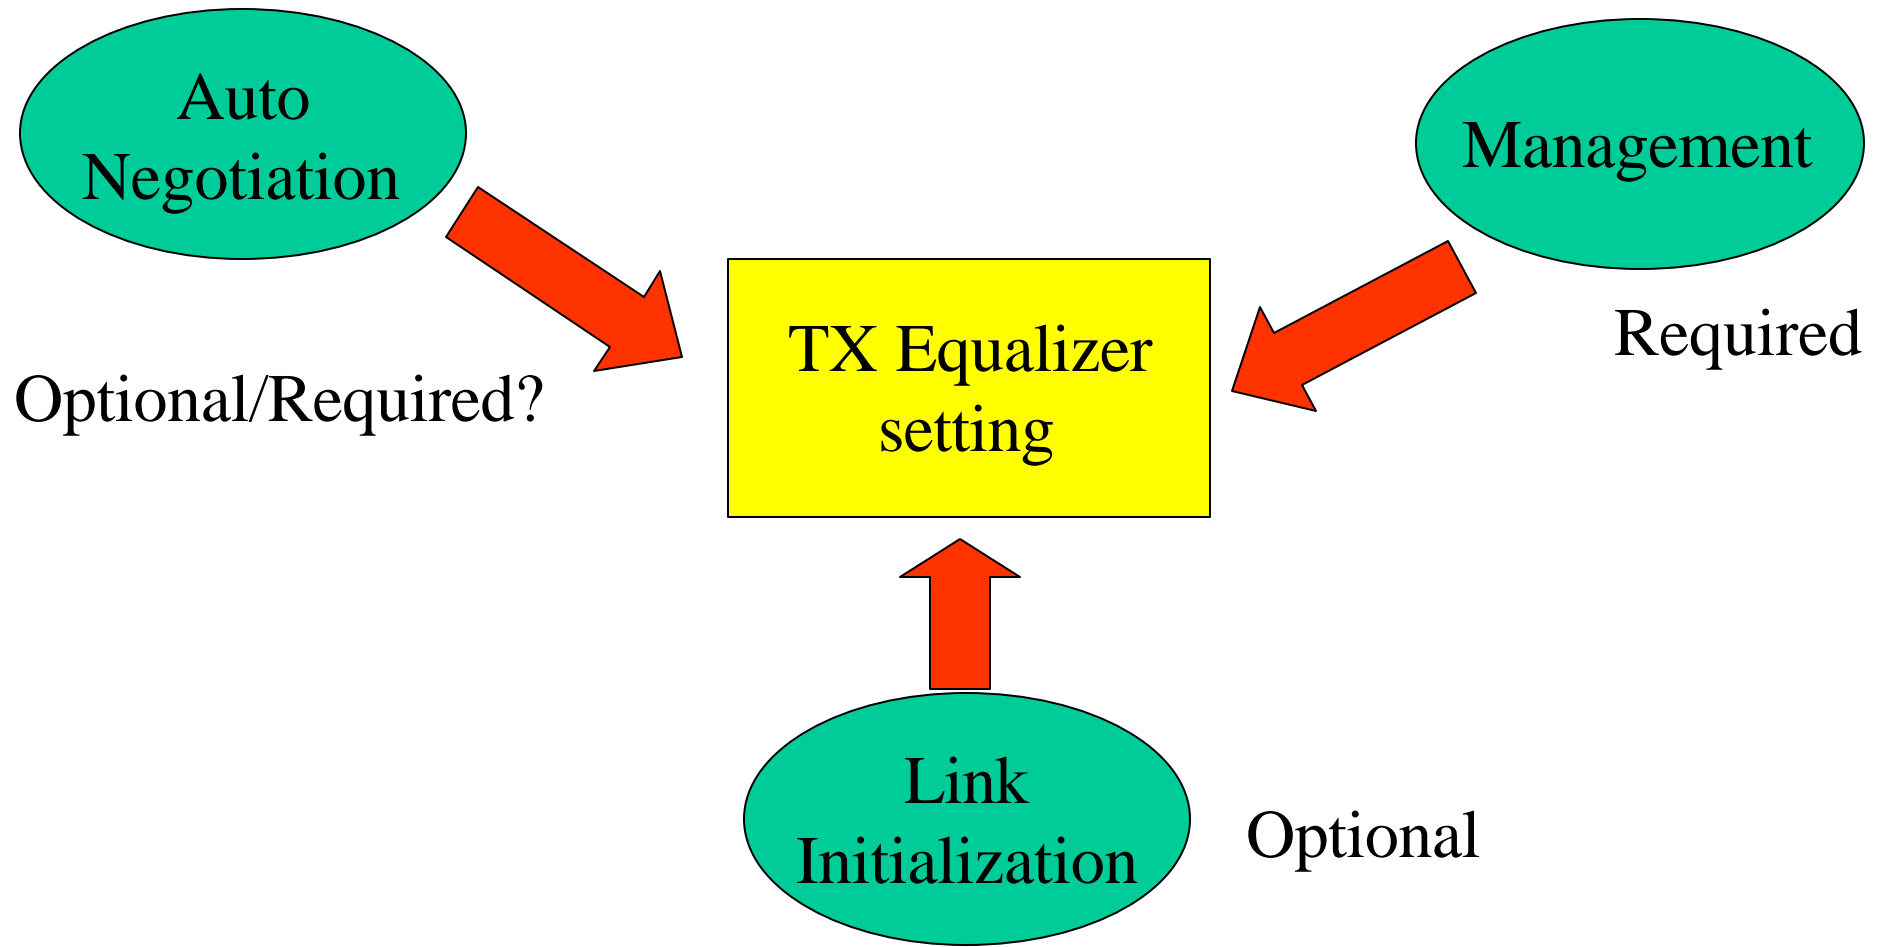 Auto
Negotiation
Management
Required
Optional/Required?
TX Equalizer
setting
Link
Initialization
Optional